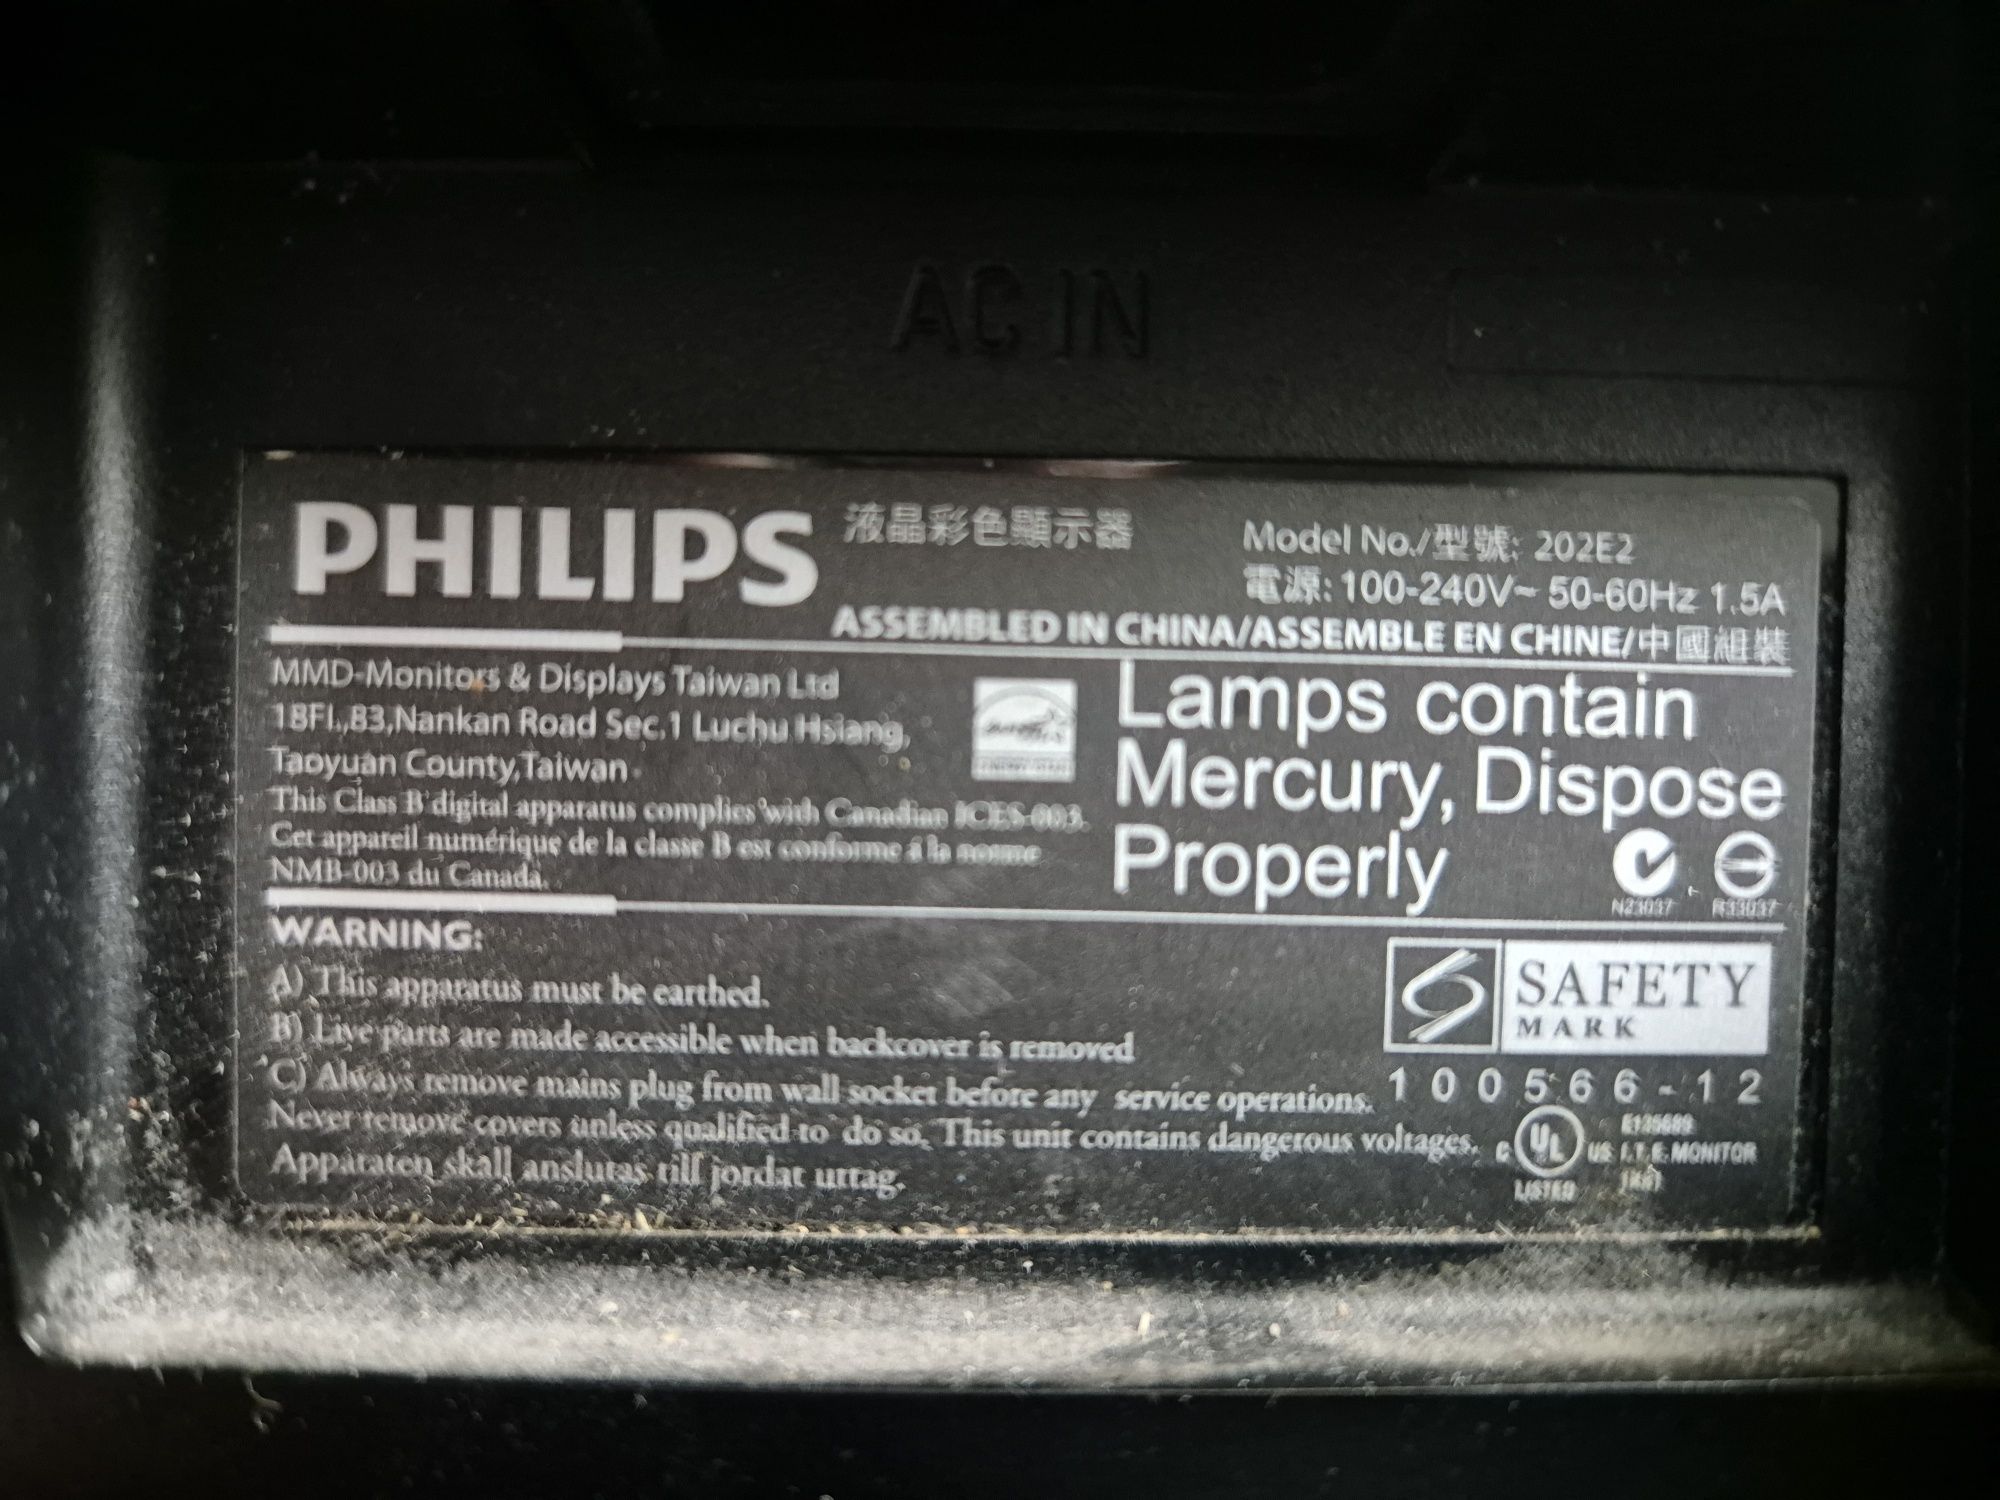 AC IN
PHILIPS 液晶彩色顯示器
Model No./型號: 202E2
電源: 100-240V~ 50-60Hz 1.5A
ASSEMBLED IN CHINA/ASSEMBLE EN CHINE/中國組裝
MMD-Monitors & Displays Taiwan Ltd
18Fl.,83,Nankan Road Sec.1 Luchu Hsiang,
Taoyuan County,Taiwan
This Class B digital apparatus complies with Canadian ICES-003.
Cet appareil numérique de la classe B est conforme á la norme
NMB-003 du Canada.
Lamps contain
Mercury, Dispose
Properly
N23037 R33037
WARNING:
A) This apparatus must be earthed.
B) Live parts are made accessible when backcover is removed
C) Always remove mains plug from wall socket before any service operations.
Never remove covers unless qualified to do so. This unit contains dangerous voltages.
Apparaten skall anslutas till jordat uttag.
SAFETY
MARK
100566-12
E125689
C UL US I.T.E. MONITOR
LISTED